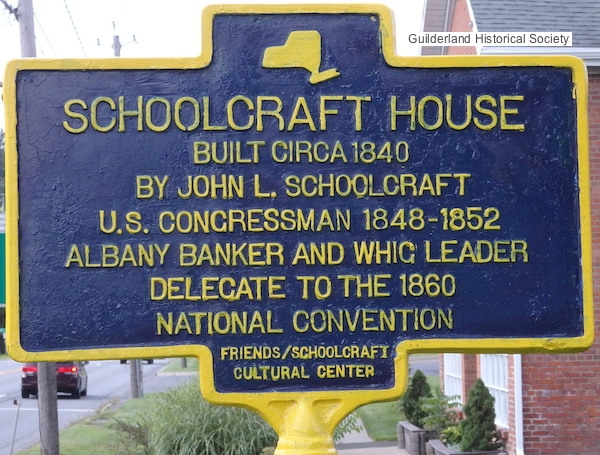 Guilderland Historical Society
SCHOOLCRAFT HOUSE
BUILT CIRCA 1840
BY JOHN L. SCHOOLCRAFT
U.S. CONGRESSMAN 1848-1852
ALBANY BANKER AND WHIG LEADER
DELEGATE TO THE 1860
NATIONAL CONVENTION
FRIENDS/SCHOOLCRAFT
CULTURAL CENTER